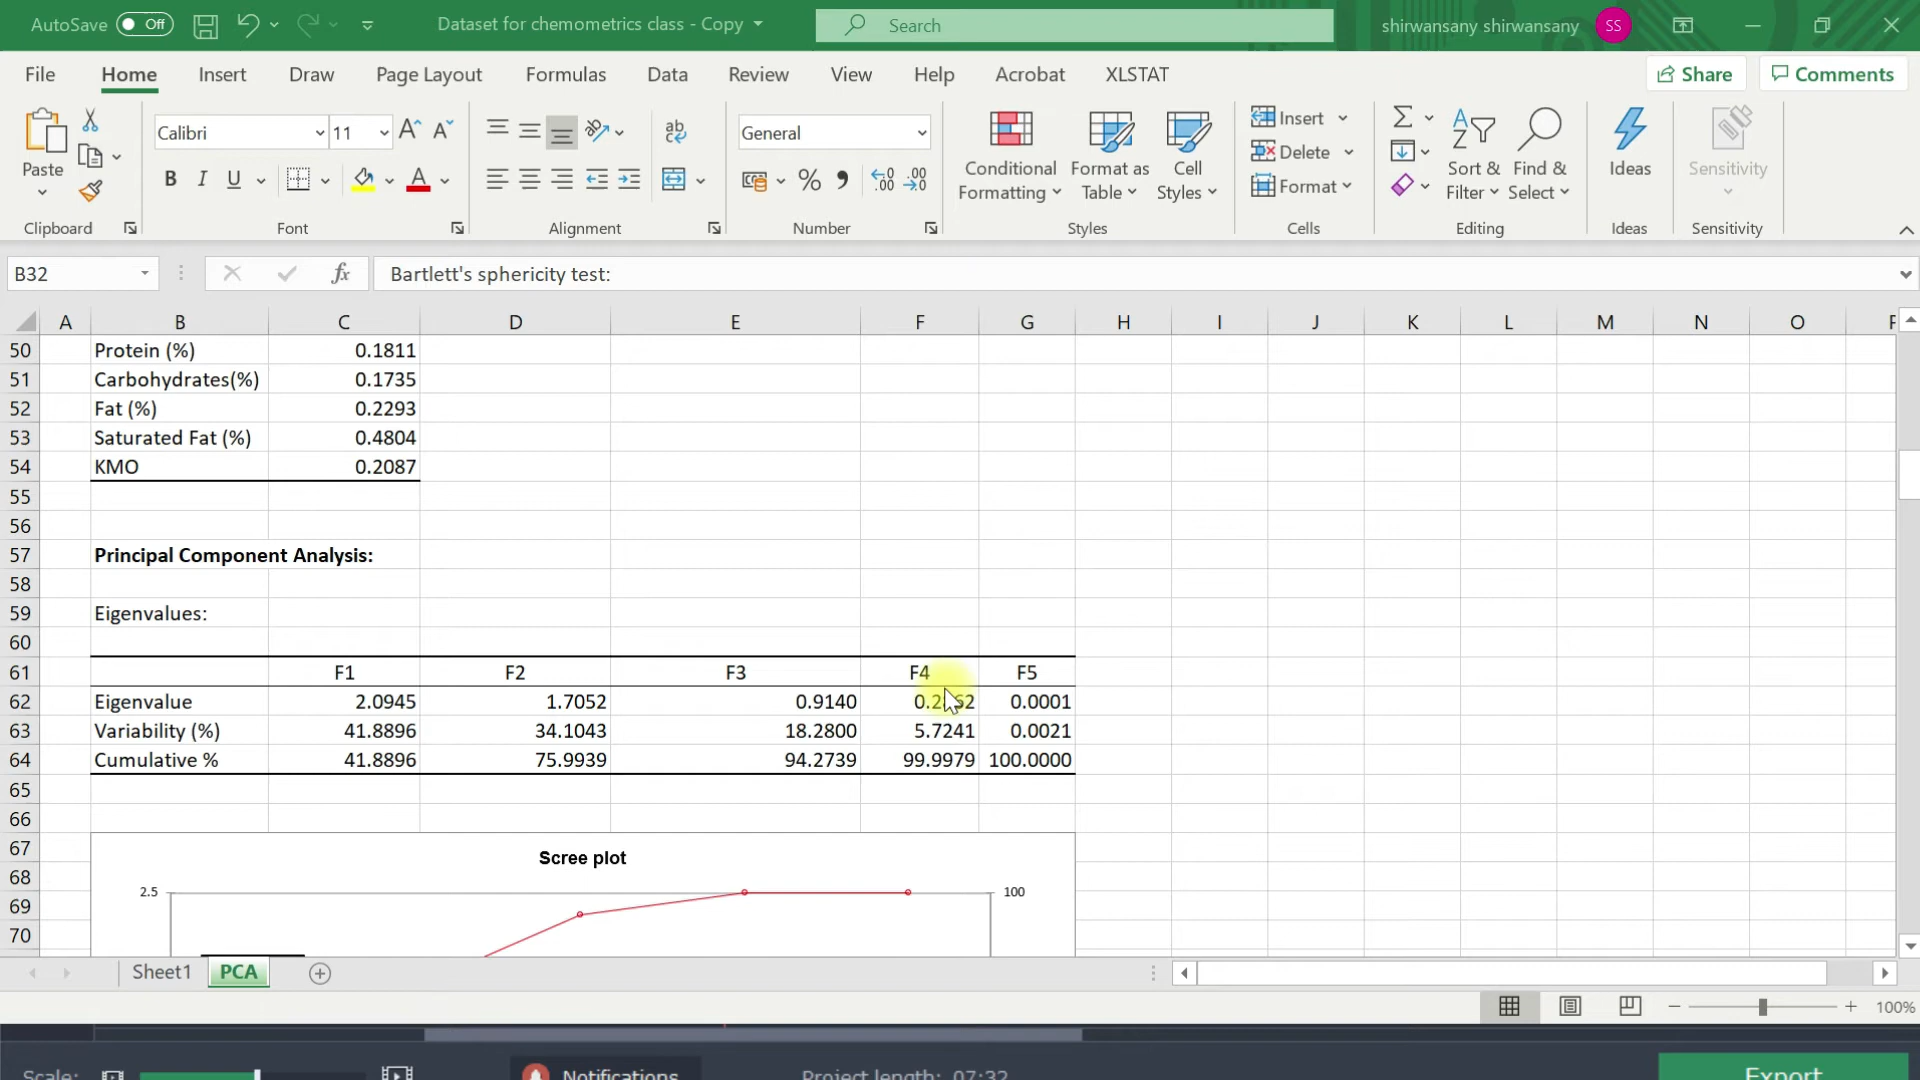 AutoSave Off Dataset for chemometrics class - Copy Search shirwansany shirwansany SS
File Home Insert Draw Page Layout Formulas Data Review View Help Acrobat XLSTAT Share Comments
Paste
Calibri 11
General
B I U
Conditional Formatting
Format as Table
Cell Styles
Insert
Delete
Format
Sort & Filter
Find & Select
Ideas
Sensitivity
Clipboard Font Alignment Number Styles Cells Editing Ideas Sensitivity
B32 fx Bartlett's sphericity test:
A B C D E F G H I J K L M N O
50 Protein (%) 0.1811
51 Carbohydrates(%) 0.1735
52 Fat (%) 0.2293
53 Saturated Fat (%) 0.4804
54 KMO 0.2087
55
56
57 Principal Component Analysis:
58
59 Eigenvalues:
60
61 F1 F2 F3 F4 F5
62 Eigenvalue 2.0945 1.7052 0.9140 0.0001
63 Variability (%) 41.8896 34.1043 18.2800 5.7241 0.0021
64 Cumulative % 41.8896 75.9939 94.2739 99.9979 100.0000
65
66
67
68 Scree plot
69 2.5 100
70
Sheet1 PCA
100%
Scale: Notifications Project length: 07:32 Export